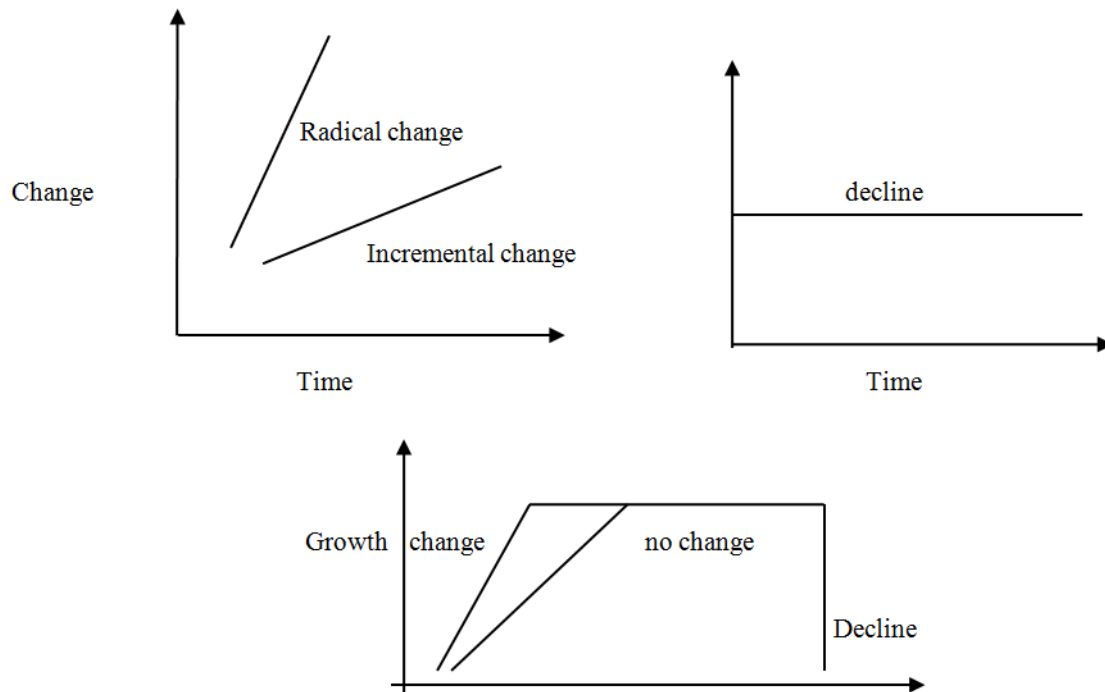 Radical change
Change
Incremental change
Time
decline
Time
Growth change
no change
Decline